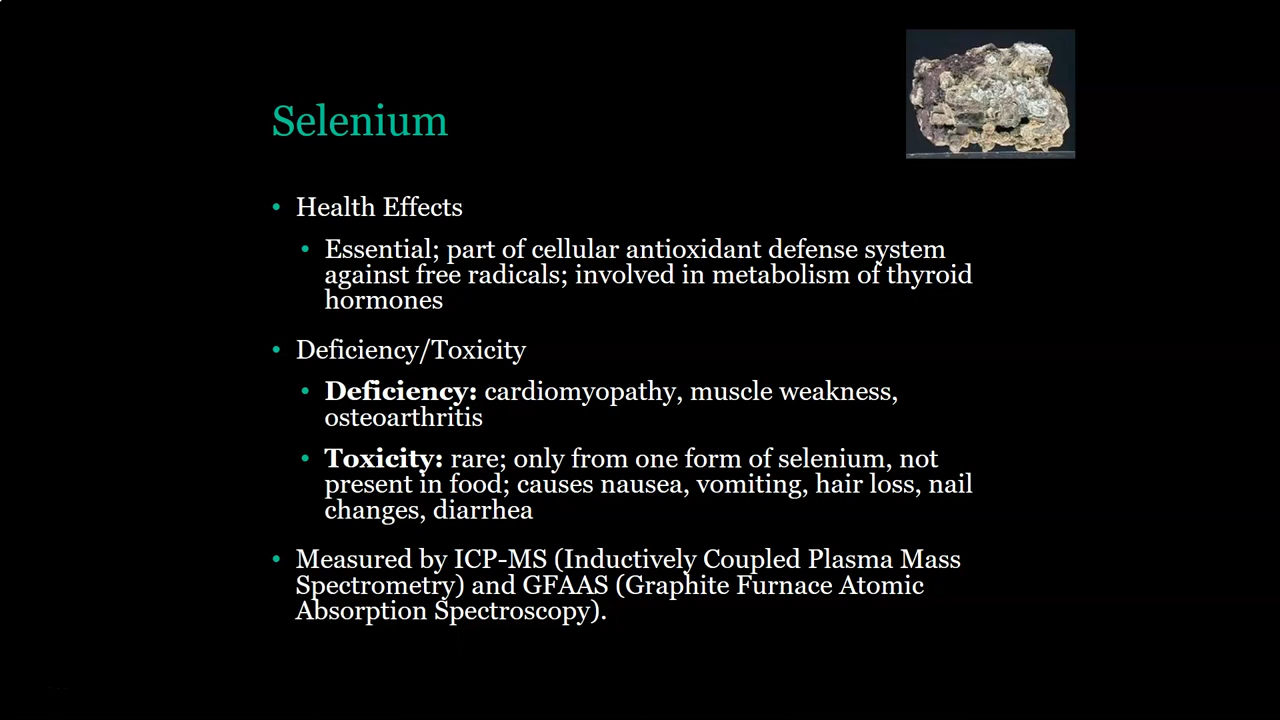 Selenium
• Health Effects
• Essential; part of cellular antioxidant defense system
against free radicals; involved in metabolism of thyroid
hormones
• Deficiency/Toxicity
• Deficiency: cardiomyopathy, muscle weakness,
osteoarthritis
• Toxicity: rare; only from one form of selenium, not
present in food; causes nausea, vomiting, hair loss, nail
changes, diarrhea
• Measured by ICP-MS (Inductively Coupled Plasma Mass
Spectrometry) and GFAAS (Graphite Furnace Atomic
Absorption Spectroscopy).